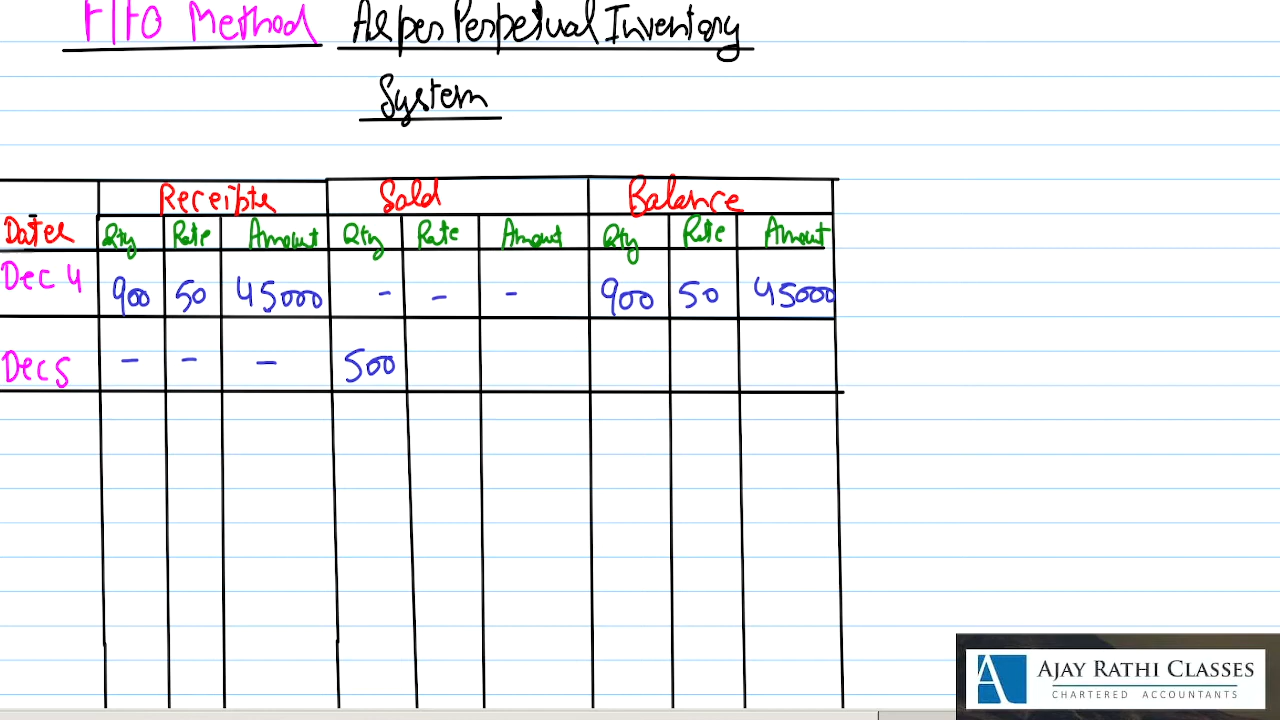 FIFO Method As per Perpetual Inventory
System
Receipts Sold Balance
Dates Qty Rate Amount Qty Rate Amount Qty Rate Amount
Dec 4 900 50 45000 - - - 900 50 45000
Dec 5 - - - 500
AJAY RATHI CLASSES
CHARTERED ACCOUNTANTS